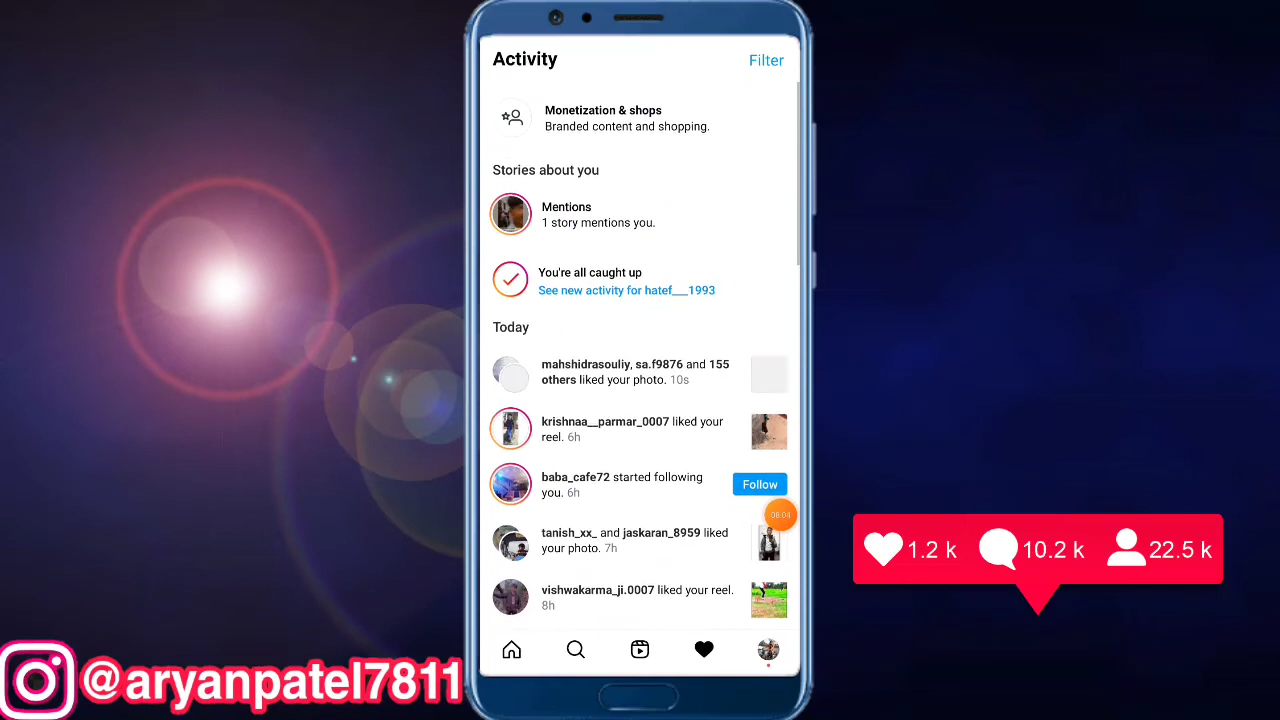 Activity
Filter
Monetization & shops
Branded content and shopping.
Stories about you
Mentions
1 story mentions you.
You're all caught up
See new activity for hatef___1993
Today
mahshidrasouliy, sa.f9876 and 155
others liked your photo. 10s
krishnaa__parmar_0007 liked your
reel. 6h
baba_cafe72 started following
you. 6h
Follow
08:04
tanish_xx_ and jaskaran_8959 liked
your photo. 7h
vishwakarma_ji.0007 liked your reel.
8h
1.2 k 10.2 k 22.5 k
@aryanpatel7811